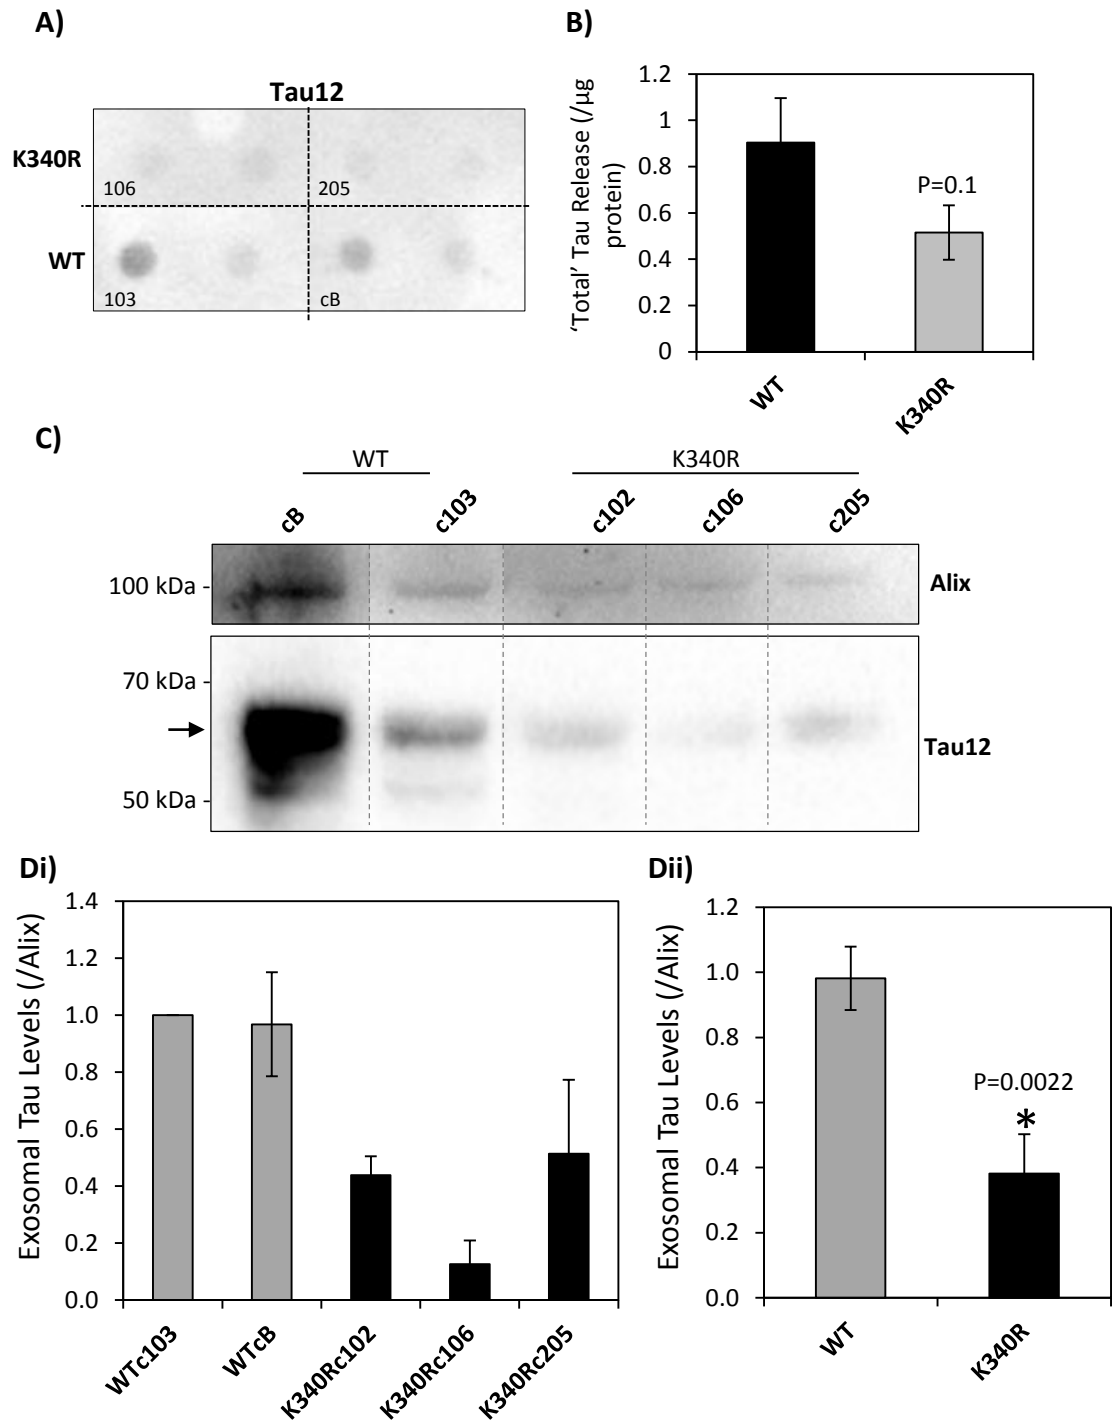 A)
Tau12
K340R
106
205
WT
103
cB
B)
'Total' Tau Release (/µg
protein)
1.2
1
0.8
0.6
0.4
0.2
0
P=0.1
WT
K340R
C)
WT
K340R
cB
c103
c102
c106
c205
100 kDa
Alix
70 kDa
50 kDa
Tau12
Di)
Exosomal Tau Levels (/Alix)
1.4
1.2
1.0
0.8
0.6
0.4
0.2
0.0
WTc103
WTcB
K340Rc102
K340Rc106
K340Rc205
Dii)
Exosomal Tau Levels (/Alix)
1.2
1.0
0.8
0.6
0.4
0.2
0.0
P=0.0022
*
WT
K340R